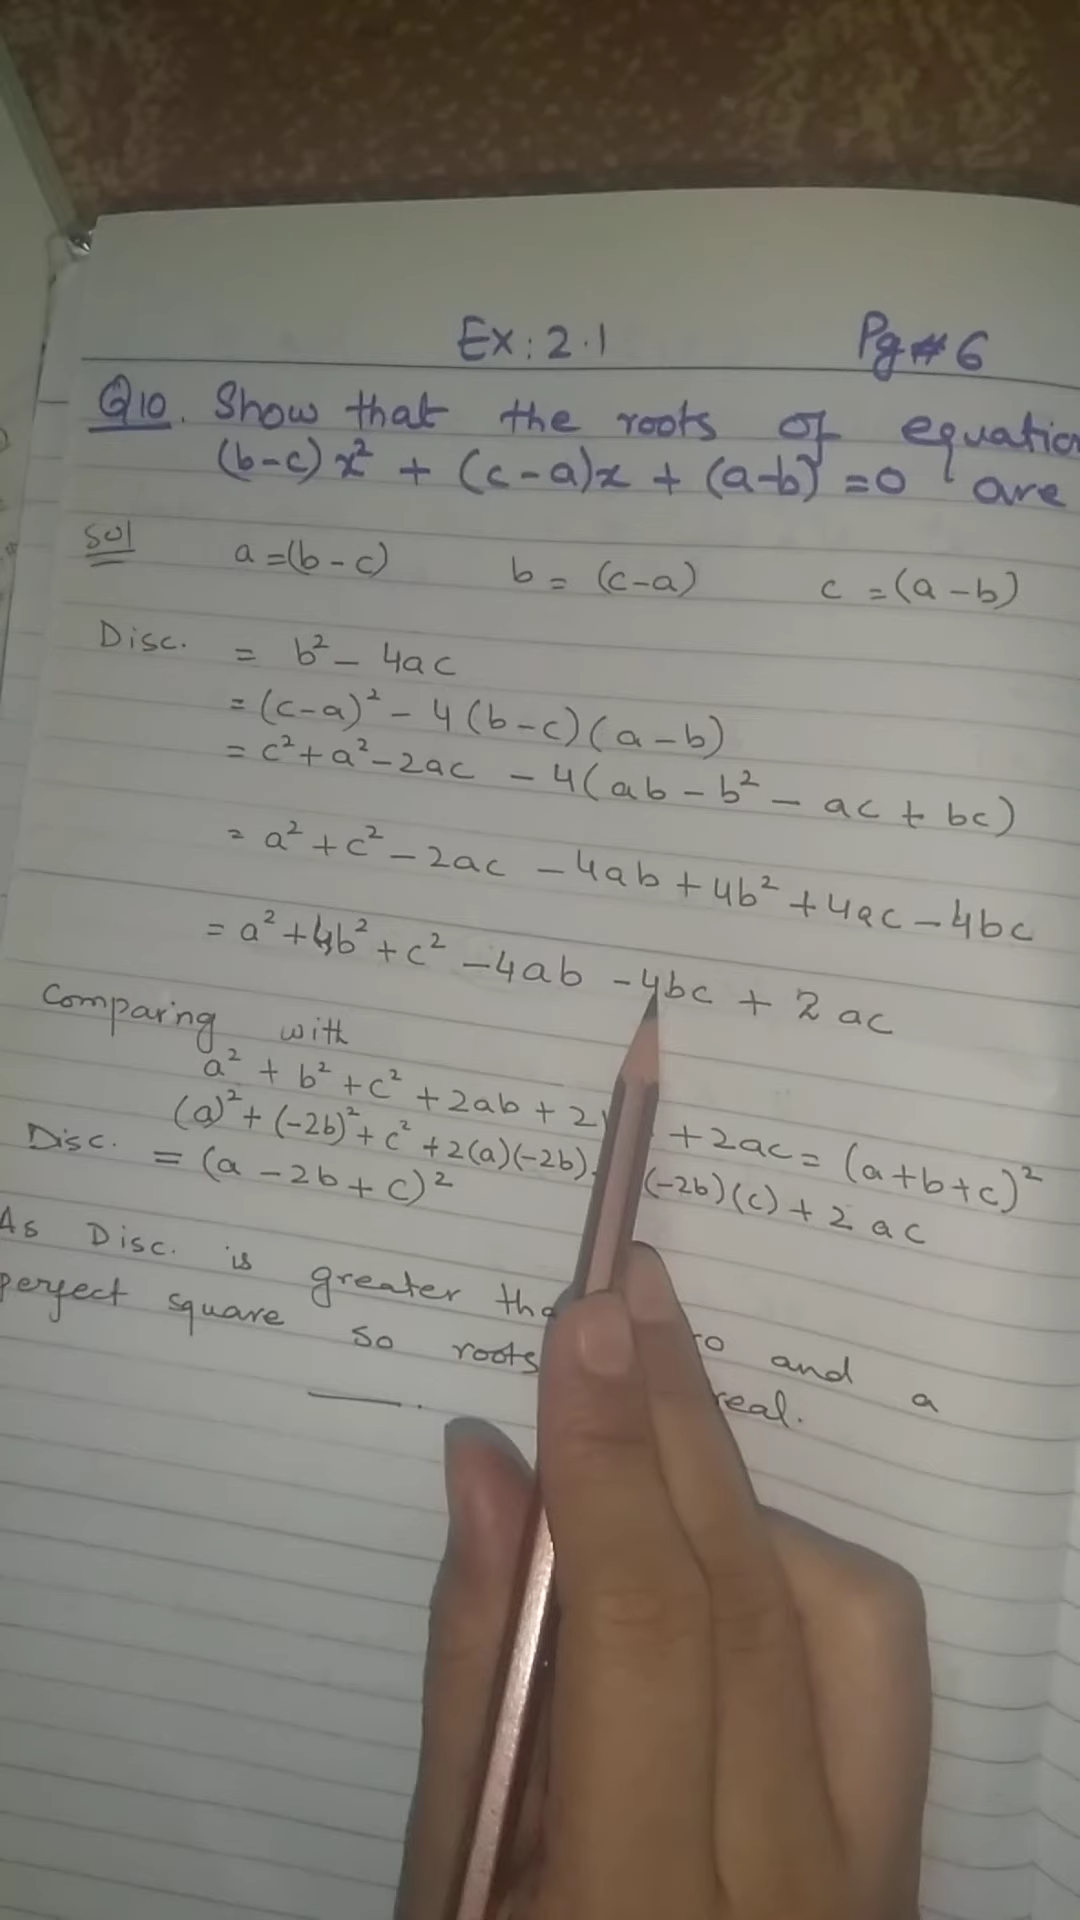 Ex: 2.1 Pg # 6
Q10. Show that the roots of equation
(b-c)x² + (c-a)x + (a-b) = 0 are
Sol a = (b-c) b = (c-a) c = (a-b)
Disc. = b² - 4ac
= (c-a)² - 4(b-c)(a-b)
= c² + a² - 2ac - 4(ab - b² - ac + bc)
= a² + c² - 2ac - 4ab + 4b² + 4ac - 4bc
= a² + 4b² + c² - 4ab - 4bc + 2ac
Comparing with
a² + b² + c² + 2ab + 2 + 2ac = (a+b+c)²
(a)² + (-2b)² + c² + 2(a)(-2b) (-2b)(c) + 2ac
Disc. = (a - 2b + c)²
As Disc. is greater and a
perfect square so roots real.